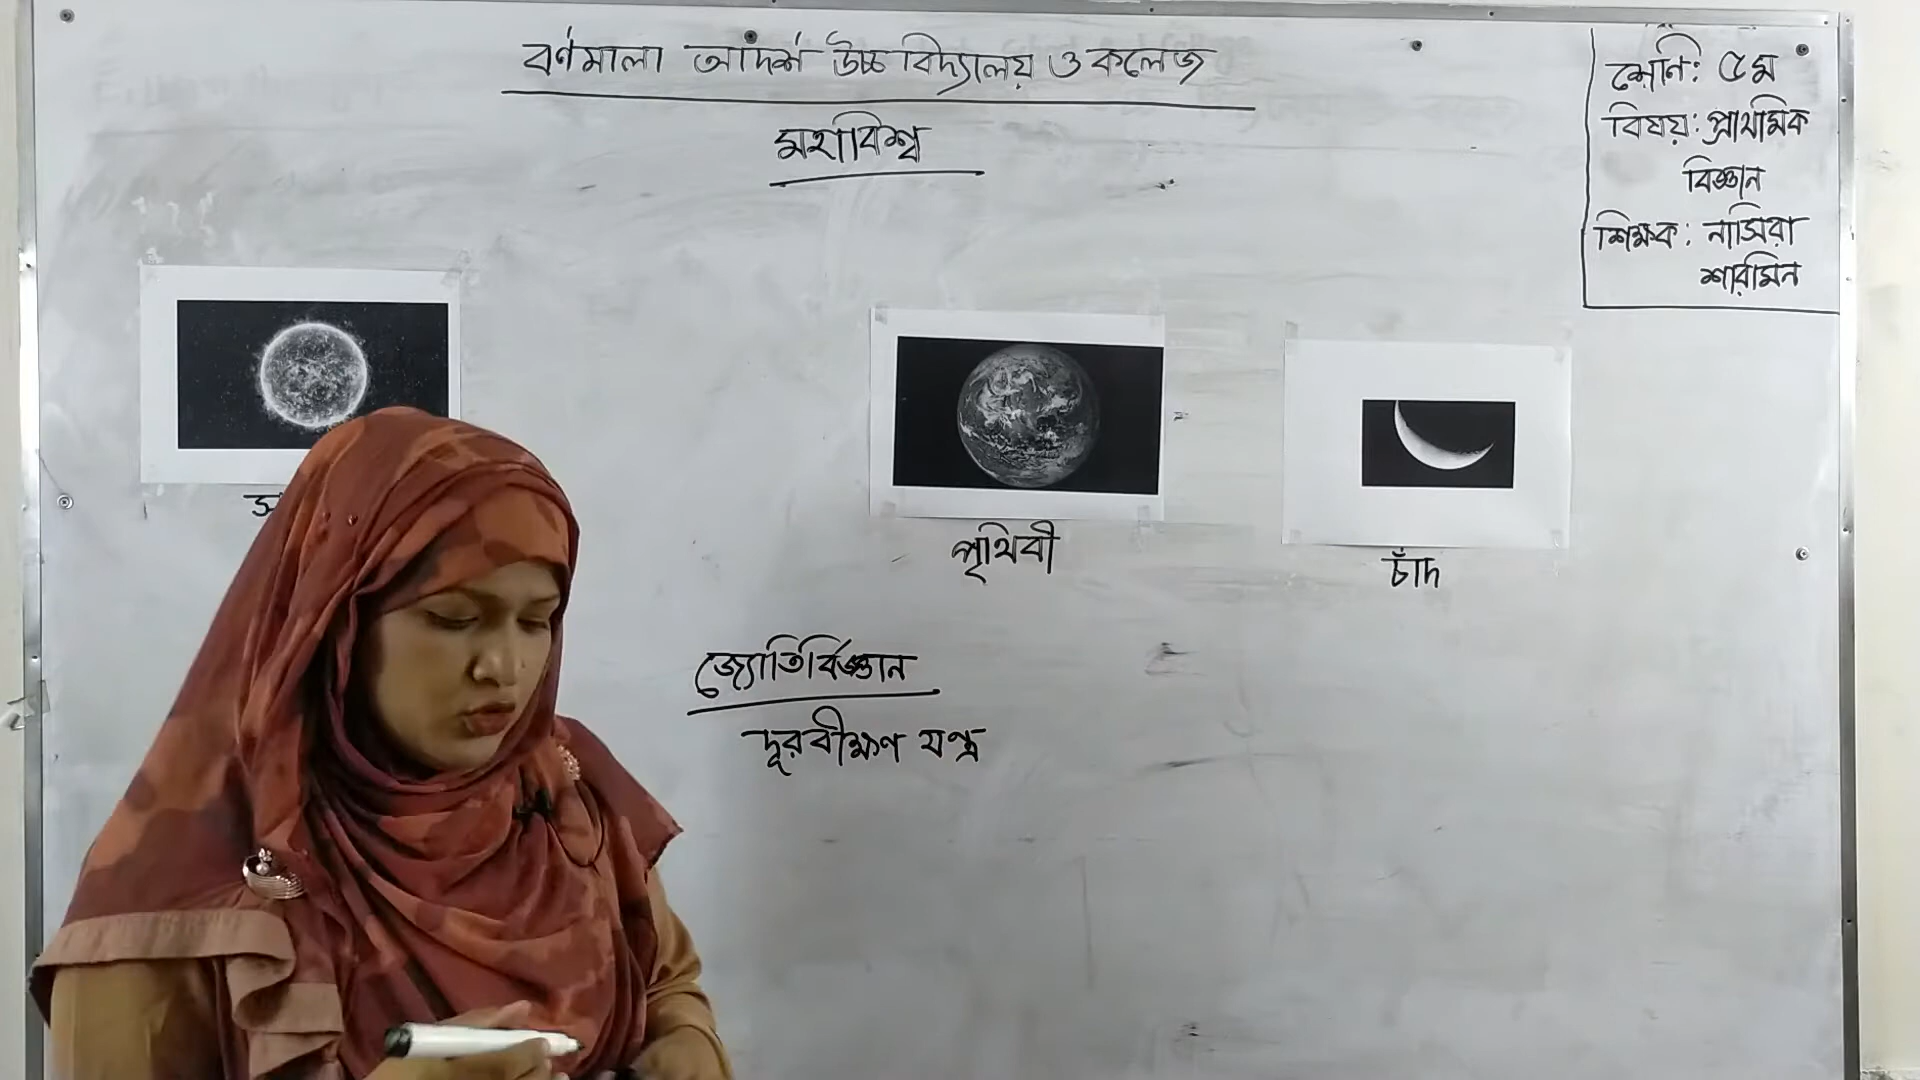 বর্ণমালা আদর্শ উচ্চ বিদ্যালয় ও কলেজ
মহাবিশ্ব
শ্রেণি: ৫ম
বিষয়: প্রাথমিক
বিজ্ঞান
শিক্ষক: নাসিরা
শারমিন
পৃথিবী
চাঁদ
জ্যোতির্বিজ্ঞান
দূরবীক্ষণ যন্ত্র